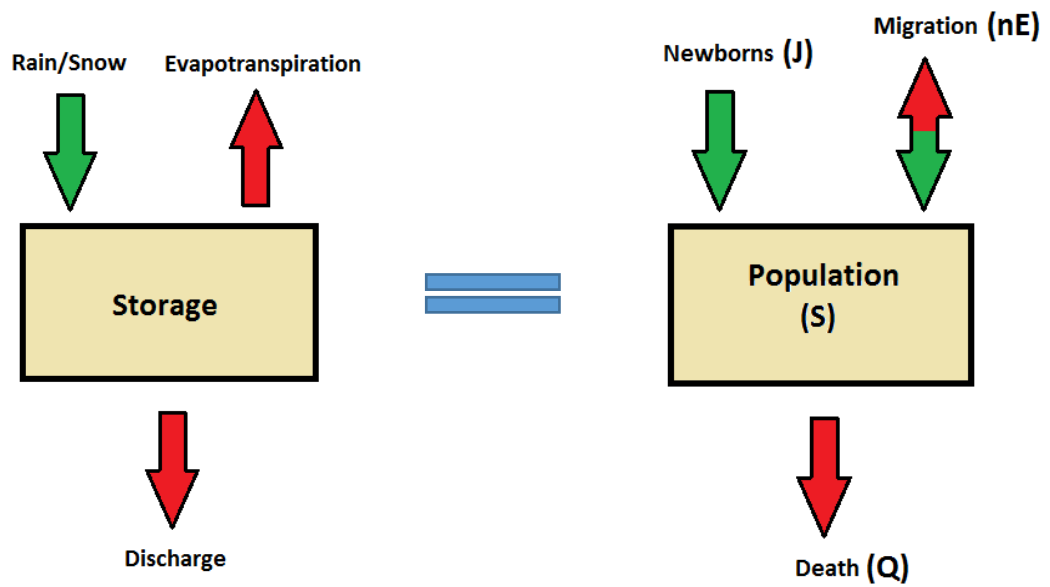 Rain/Snow
Evapotranspiration
Storage
Discharge
Newborns (J)
Migration (nE)
Population
(S)
Death (Q)